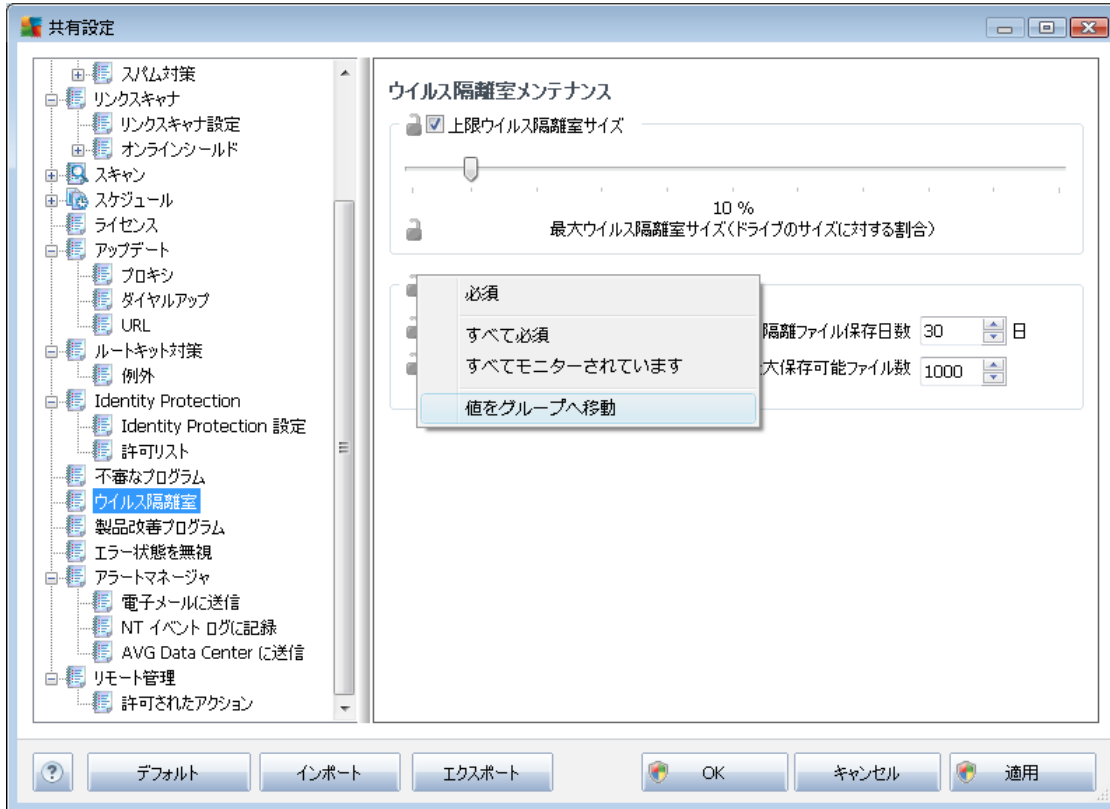 共有設定
スパム対策
リンクスキャナ
リンクスキャナ設定
オンラインシールド
スキャン
スケジュール
ライセンス
アップデート
プロキシ
ダイヤルアップ
URL
ルートキット対策
例外
Identity Protection
Identity Protection 設定
許可リスト
不審なプログラム
ウイルス隔離室
製品改善プログラム
エラー状態を無視
アラートマネージャ
電子メールに送信
NT イベント ログに記録
AVG Data Center に送信
リモート管理
許可されたアクション
ウイルス隔離室メンテナンス
上限ウイルス隔離室サイズ
10 %
最大ウイルス隔離室サイズ(ドライブのサイズに対する割合)
必須
すべて必須
すべてモニターされています
値をグループへ移動
隔離ファイル保存日数 30 日
大保存可能ファイル数 1000
? デフォルト インポート エクスポート OK キャンセル 適用